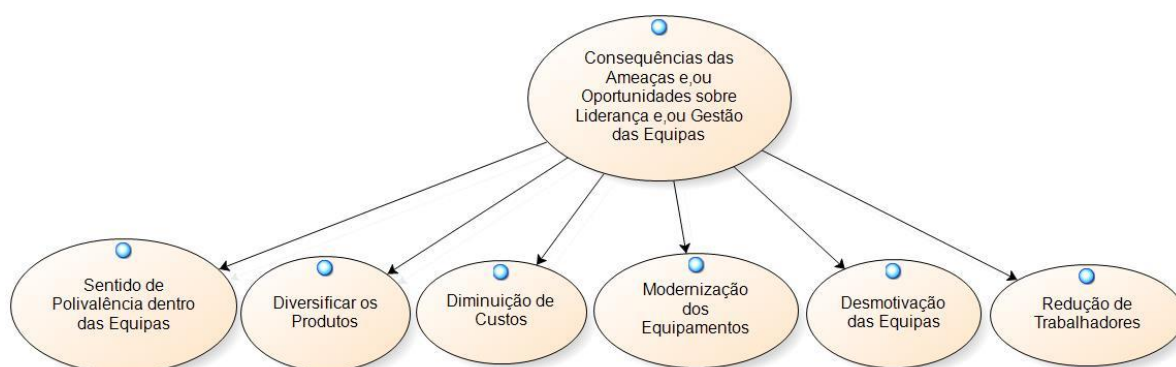 Consequências das
Ameaças e,ou
Oportunidades sobre
Liderança e,ou Gestão
das Equipas
Sentido de
Polivalência dentro
das Equipas
Diversificar os
Produtos
Diminuição de
Custos
Modernização
dos
Equipamentos
Desmotivação
das Equipas
Redução de
Trabalhadores